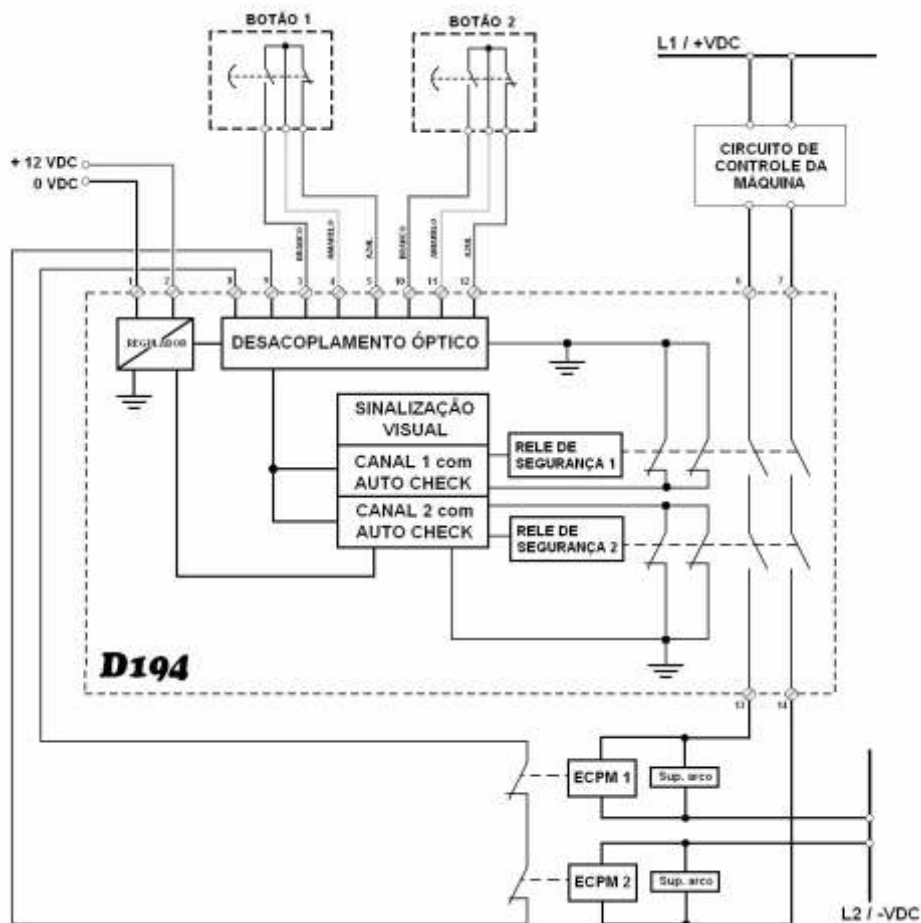 BOTÃO 1
BOTÃO 2
L1 / +VDC
+ 12 VDC
0 VDC
CIRCUITO DE
CONTROLE DA
MÁQUINA
BRANCO
AMARELO
AZUL
BRANCO
AMARELO
AZUL
1
2
3
4
5
10
11
12
6
7
REGULADOR
DESACOPLAMENTO ÓPTICO
SINALIZAÇÃO
VISUAL
CANAL 1 com
AUTO CHECK
CANAL 2 com
AUTO CHECK
RELE DE
SEGURANÇA 1
RELE DE
SEGURANÇA 2
D194
13
14
ECPM 1
Sup. arco
ECPM 2
Sup. arco
L2 / -VDC